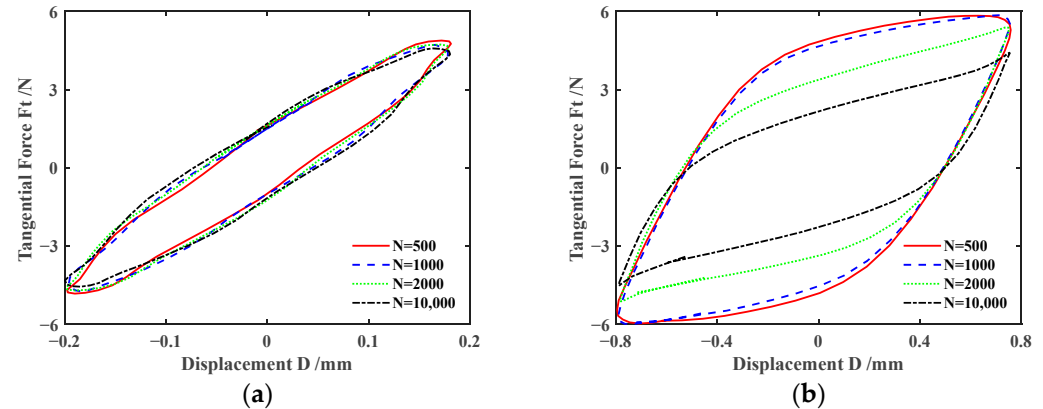 Tangential Force Ft /N
6
3
0
−3
−6
−0.2
−0.1
0
0.1
0.2
Displacement D /mm
N=500
N=1000
N=2000
N=10,000
(a)
Tangential Force Ft /N
6
3
0
−3
−6
−0.8
−0.4
0
0.4
0.8
Displacement D /mm
N=500
N=1000
N=2000
N=10,000
(b)